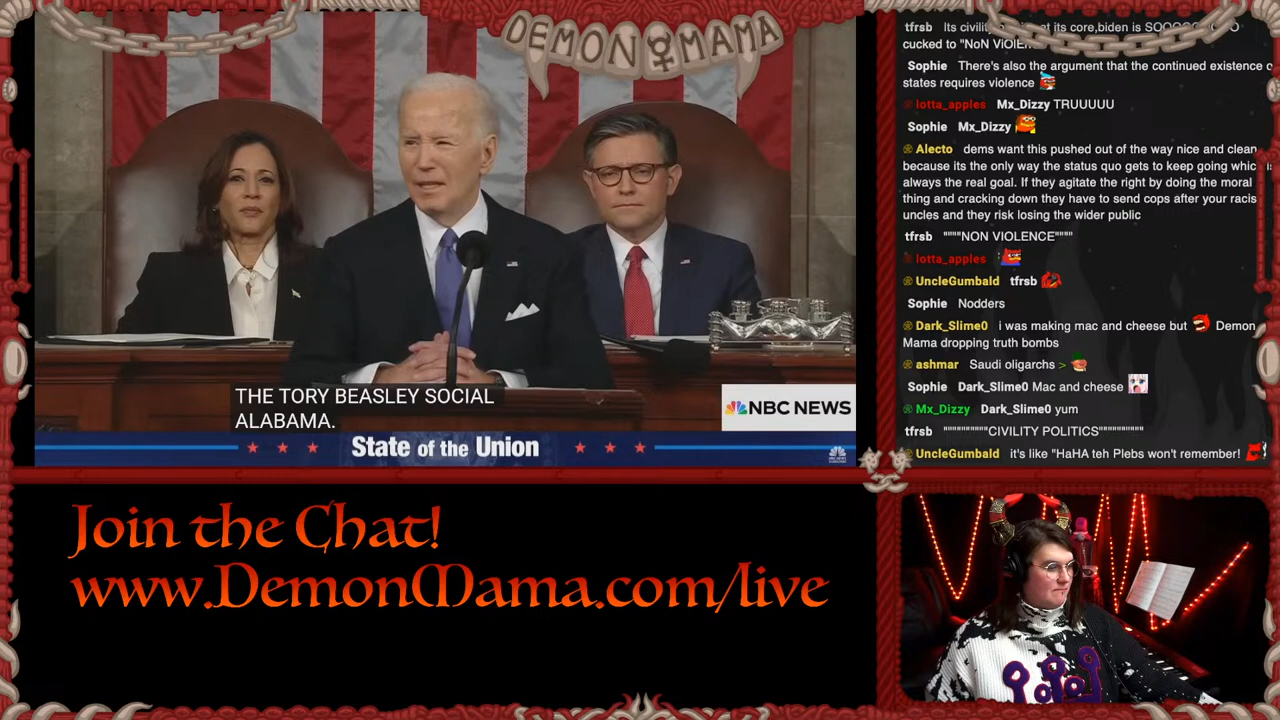 DEMON MAMA
THE TORY BEASLEY SOCIAL
ALABAMA.
NBC NEWS
State of the Union
Join the Chat!
www.DemonMama.com/live
tfrsb Its civility at its core,biden is
cucked to "NoN
Sophie There's also the argument that the continued existence
states requires violence
lotta_apples Mx_Dizzy TRUUUUU
Sophie Mx_Dizzy
Alecto dems want this pushed out of the way nice and clean
because its the only way the status quo gets to keep going
always the real goal. If they agitate the right by doing the moral
thing and cracking down they have to send cops after your
uncles and they risk losing the wider public
tfrsb """"NON VIOLENCE""""
lotta_apples
UncleGumbald tfrsb
Sophie Nodders
Dark_Slime0 i was making mac and cheese but Demon
Mama dropping truth bombs
ashmar Saudi oligarchs >
Sophie Dark_Slime0 Mac and cheese
Mx_Dizzy Dark_Slime0 yum
tfrsb """""""""CIVILITY POLITICS"""""""""
UncleGumbald it's like "HaHA teh Plebs won't remember!